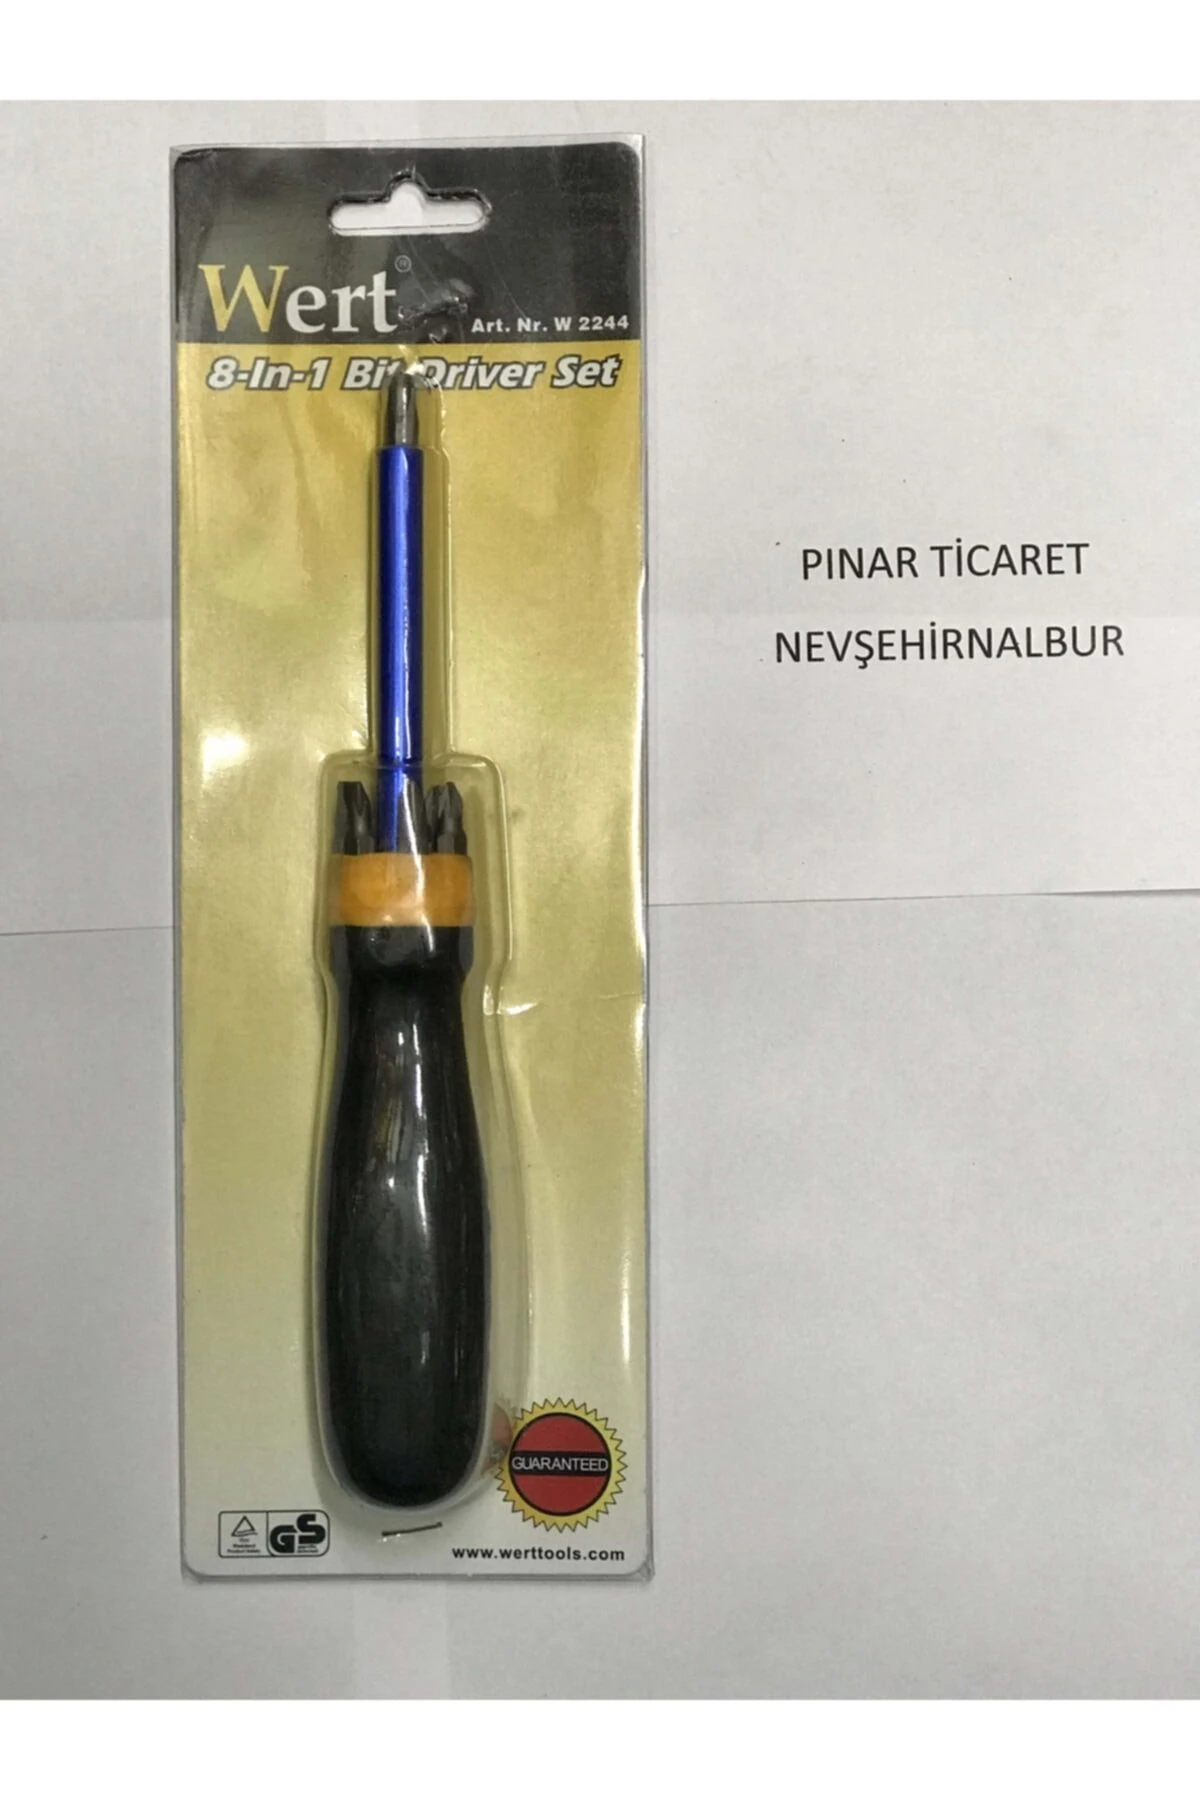 Wert®
Art. Nr. W 2244
8-In-1 Bit Driver Set
PINAR TİCARET
NEVŞEHİRNALBUR
GUARANTEED
GS
www.werttools.com